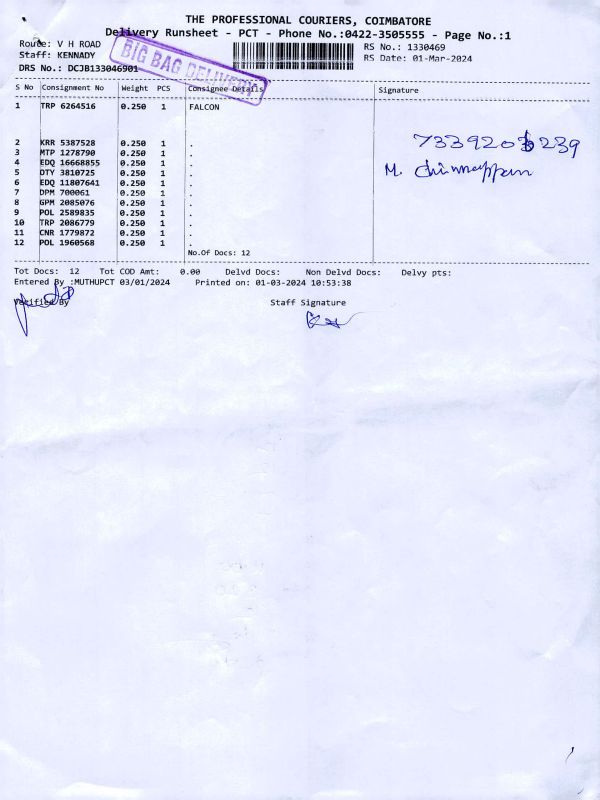 THE PROFESSIONAL COURIERS, COIMBATORE
Delivery Runsheet - PCT - Phone No.:0422-3505555 - Page No.:1
Route: V H ROAD
Staff: KENNADY
DRS No.: DCJB133046901
BIG BAG DELIVERY
RS No.: 1330469
RS Date: 01-Mar-2024
S No Consignment No Weight PCS Consignee Details Signature
1 TRP 6264516 0.250 1 FALCON
2 KRR 5387528 0.250 1 .
3 MTP 1278790 0.250 1 .
4 EDQ 16668855 0.250 1 .
5 DTY 3810725 0.250 1 .
6 EDQ 11807641 0.250 1 .
7 DPM 700061 0.250 1 .
8 GPM 2085076 0.250 1 .
9 POL 2589835 0.250 1 .
10 TRP 2086779 0.250 1 .
11 CNR 1779872 0.250 1 .
12 POL 1960568 0.250 1 .
No.Of Docs: 12
M.
Tot Docs: 12 Tot COD Amt: 0.00 Delvd Docs: Non Delvd Docs: Delvy pts:
Entered By :MUTHUPCT 03/01/2024 Printed on: 01-03-2024 10:53:38
Verified By Staff Signature